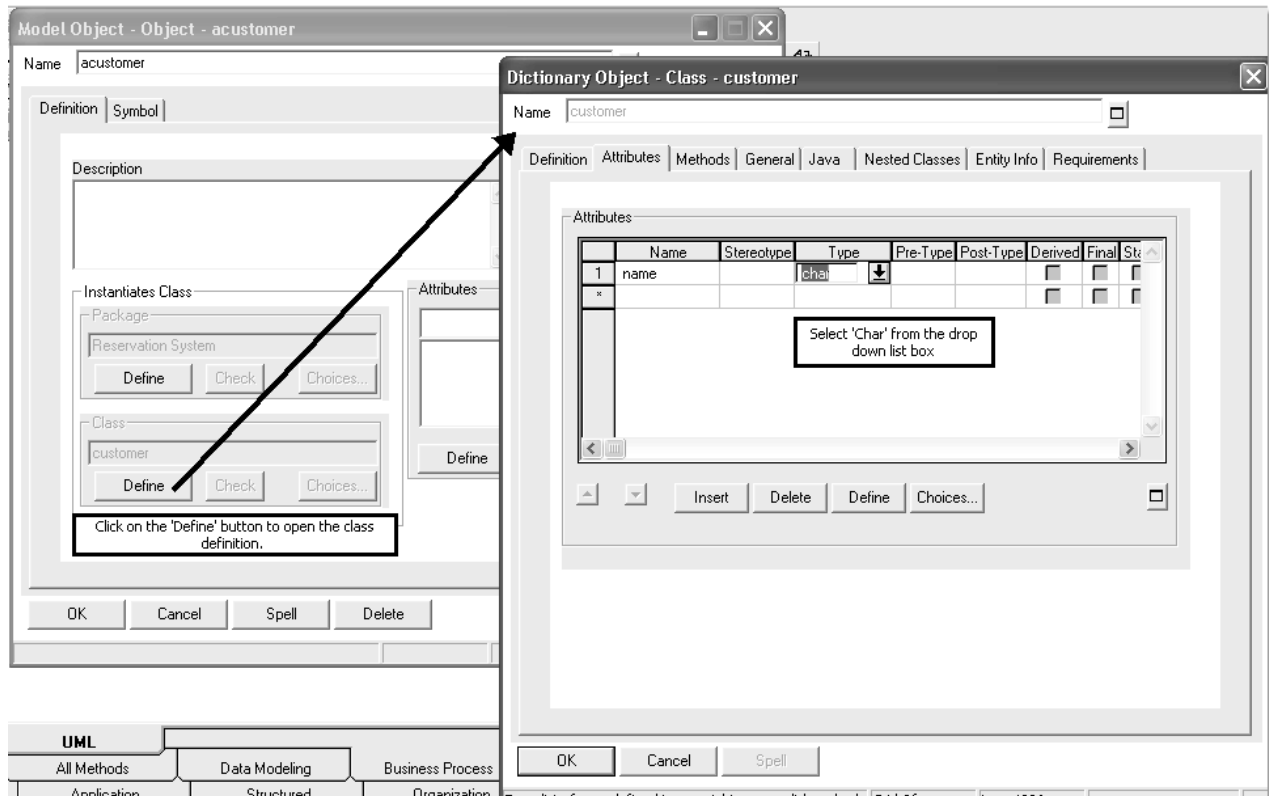 Model Object - Object - acustomer
Name acustomer
Definition Symbol
Description
Instantiates Class
Package
Reservation System
Define Check Choices...
Class
customer
Define Check Choices...
Click on the 'Define' button to open the class
definition.
Attributes
Define
OK Cancel Spell Delete
Dictionary Object - Class - customer
Name customer
Definition Attributes Methods General Java Nested Classes Entity Info Requirements
Attributes
Name Stereotype Type Pre-Type Post-Type Derived Final Sta
1 name char
*
Select 'Char' from the drop
down list box
Insert Delete Define Choices...
OK Cancel Spell
UML
All Methods Data Modeling Business Process
Application Structured Organization